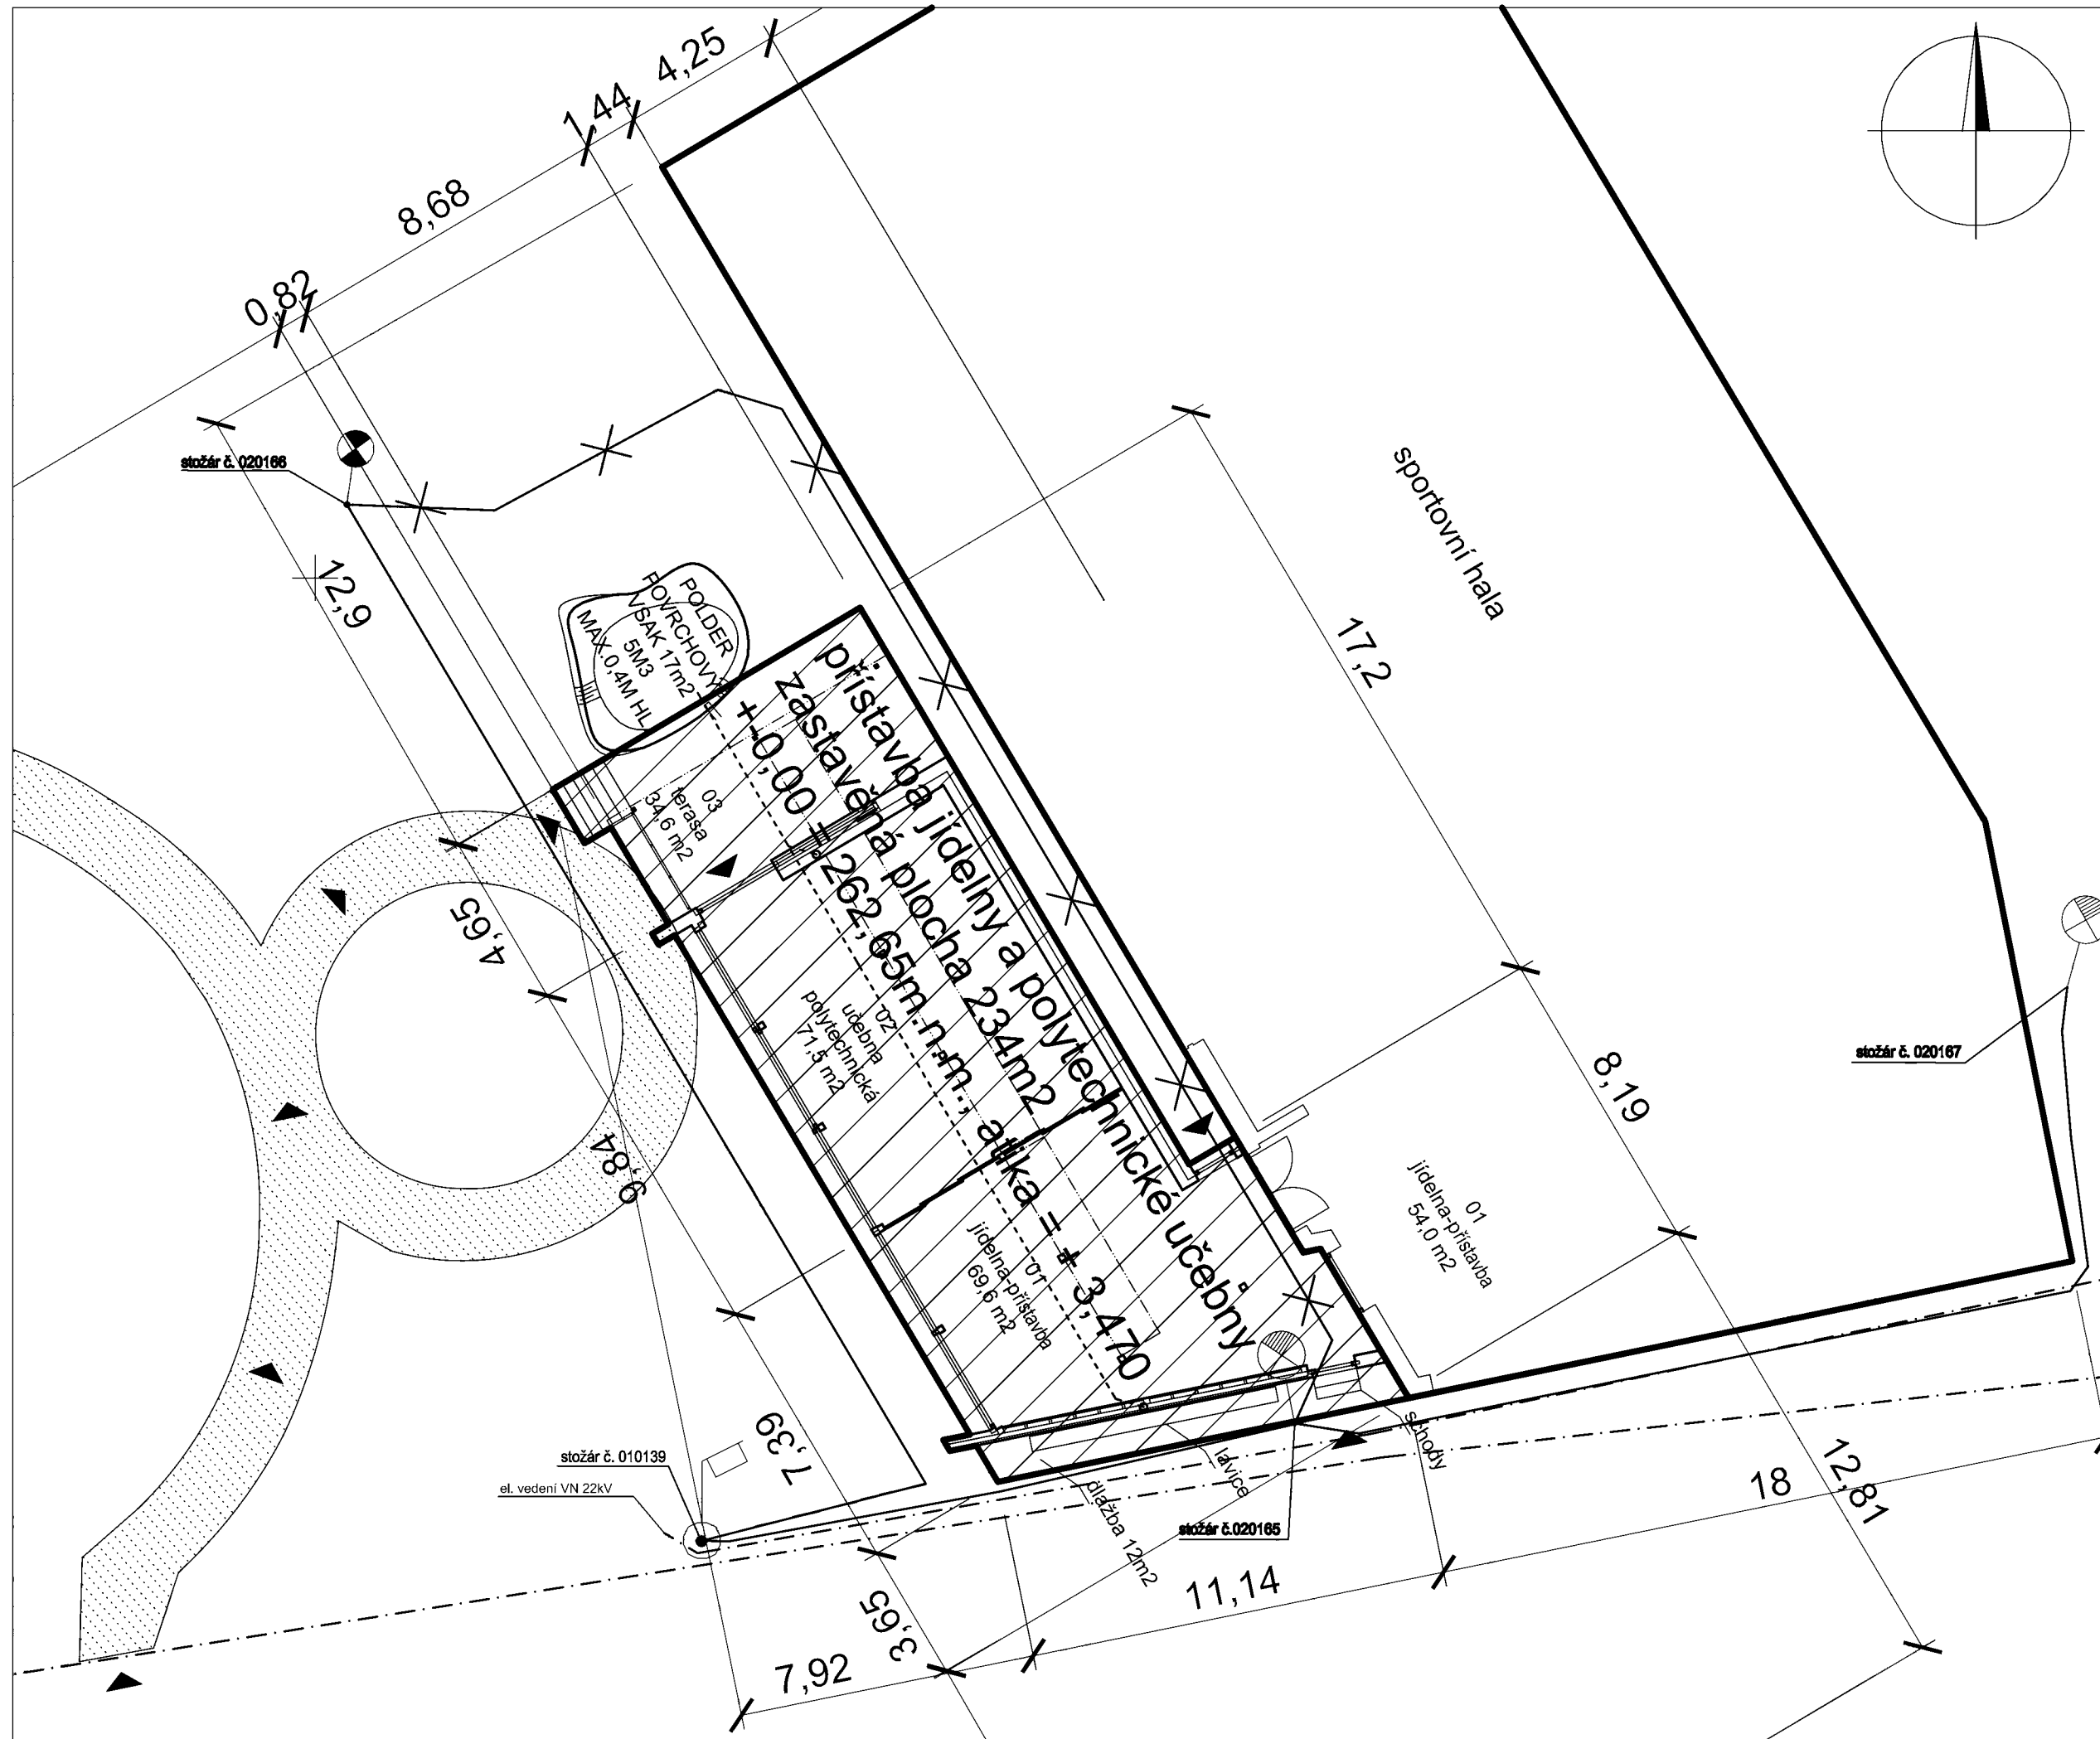 4,25
1,44
8,68
0,82
stožár č. 020166
12,9
POLDER
POVRCHOVÝ
VSAK 17m2
5M3
MAX.0,4M HL.
sportovní hala
17,2
přístavba jídelny a polytechnické učebny
zastavěná plocha 234m2
+-0,00 = 262,65m.n.m., atika = + 3,470
03
terasa
34,6 m2
4,65
02
učebna
polytechnická
71,5 m2
stožár č. 020167
8,19
9,84
01
jídelna-přístavba
54,0 m2
01
jídelna-přístavba
69,6 m2
7,39
stožár č. 010139
el. vedení VN 22kV
schody
lavice
dlažba 12m2
stožár č.020165
18
12,81
11,14
3,65
7,92